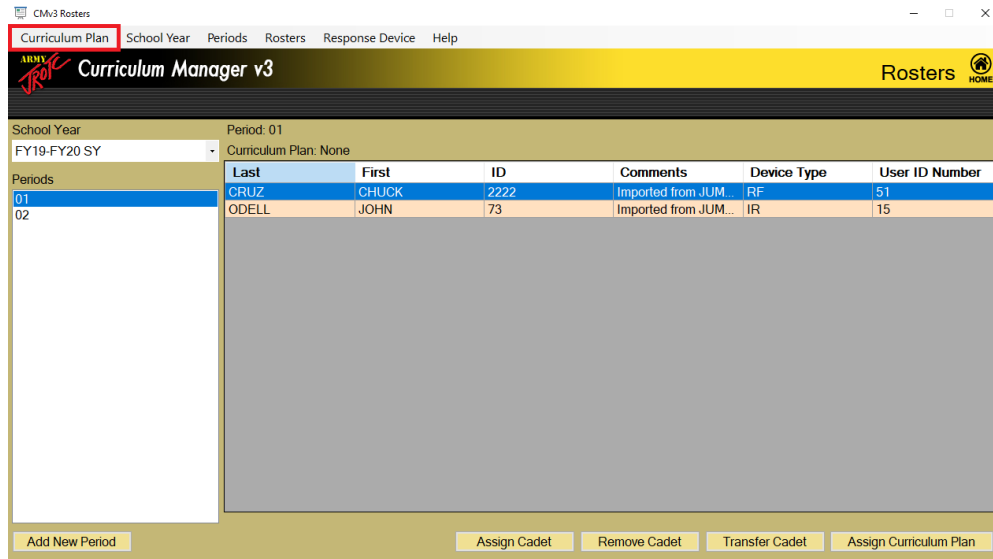 CMv3 Rosters
Curriculum Plan School Year Periods Rosters Response Device Help
ARMY JROTC Curriculum Manager v3 Rosters HOME
School Year Period: 01
FY19-FY20 SY Curriculum Plan: None
Periods Last First ID Comments Device Type User ID Number
01 CRUZ CHUCK 2222 Imported from JUM... RF 51
02 ODELL JOHN 73 Imported from JUM... IR 15
Add New Period Assign Cadet Remove Cadet Transfer Cadet Assign Curriculum Plan